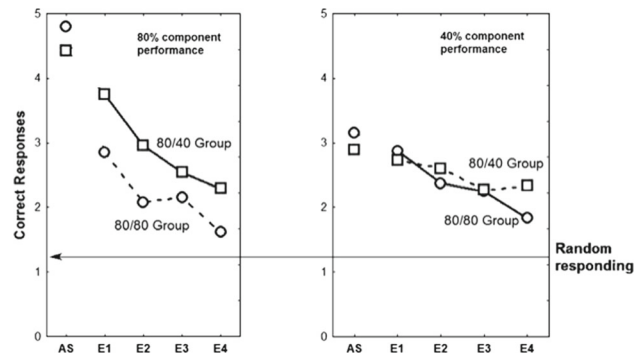 Correct Responses
5
4
3
2
1
0
80% component
performance
80/40 Group
80/80 Group
AS E1 E2 E3 E4
5
4
3
2
1
0
40% component
performance
80/40 Group
80/80 Group
AS E1 E2 E3 E4
Random
responding